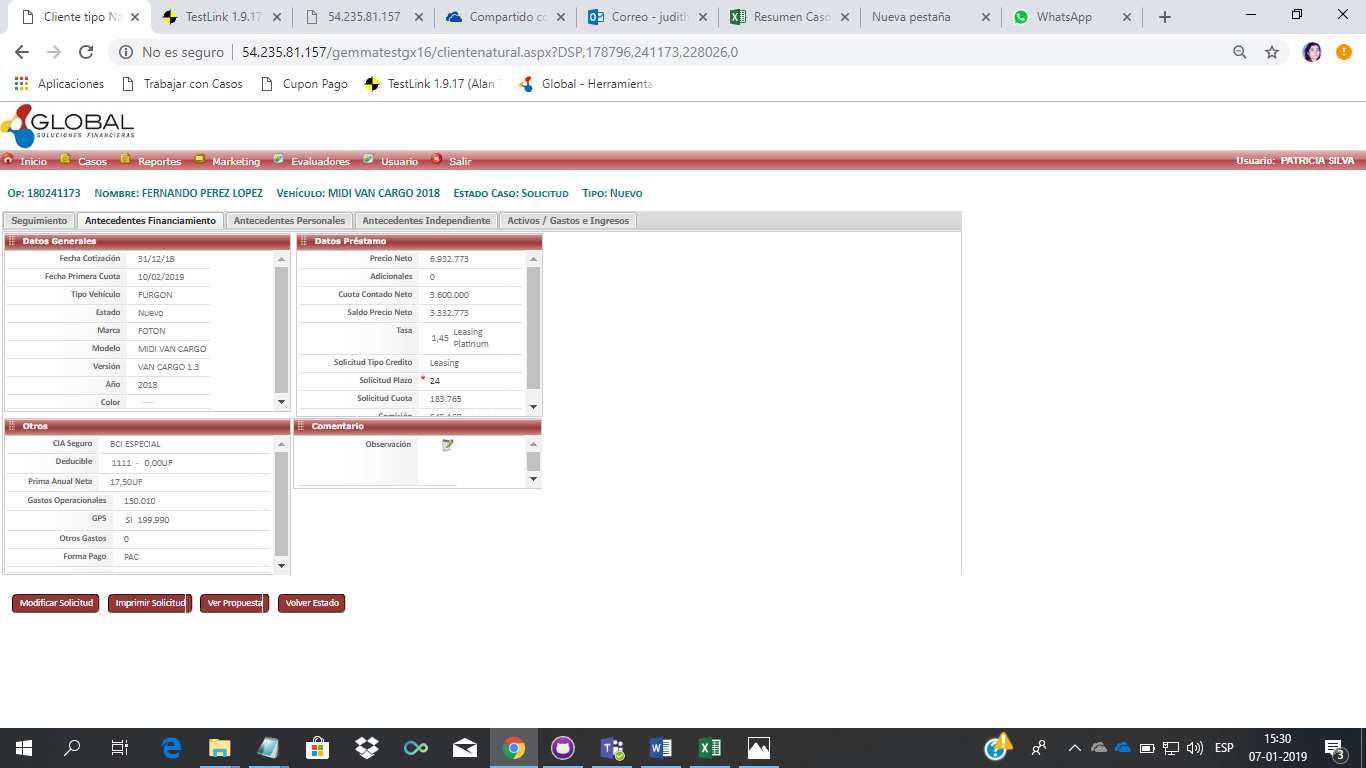 Cliente tipo Na
TestLink 1.9.17
54.235.81.157
Compartido co
Correo - judith
Resumen Caso
Nueva pestaña
WhatsApp
No es seguro
54.235.81.157/gemmatestgx16/clientenatural.aspx?DSP,178796,241173,228026,0
Aplicaciones
Trabajar con Casos
Cupon Pago
TestLink 1.9.17 (Alan
Global - Herramienta
GLOBAL
SOLUCIONES FINANCIERAS
Inicio
Casos
Reportes
Marketing
Evaluadores
Usuario
Salir
Usuario: PATRICIA SILVA
Op: 180241173 Nombre: FERNANDO PEREZ LOPEZ Vehículo: MIDI VAN CARGO 2018 Estado Caso: Solicitud Tipo: Nuevo
Seguimiento
Antecedentes Financiamiento
Antecedentes Personales
Antecedentes Independiente
Activos / Gastos e Ingresos
Datos Generales
Fecha Cotización 31/12/18
Fecha Primera Cuota 10/02/2019
Tipo Vehículo FURGON
Estado Nuevo
Marca FOTON
Modelo MIDI VAN CARGO
Versión VAN CARGO 1.3
Año 2018
Color
Datos Préstamo
Precio Neto 6.932.773
Adicionales 0
Cuota Contado Neto 3.600.000
Saldo Precio Neto 3.332.773
Tasa 1,45 Leasing
Platinum
Solicitud Tipo Credito Leasing
Solicitud Plazo * 24
Solicitud Cuota 183.765
Otros
CIA Seguro BCI ESPECIAL
Deducible 1111 - 0,00UF
Prima Anual Neta 17,50UF
Gastos Operacionales 150.010
GPS SI 199.990
Otros Gastos 0
Forma Pago PAC
Comentario
Observación
Modificar Solicitud
Imprimir Solicitud
Ver Propuesta
Volver Estado
ESP
15:30
07-01-2019
3